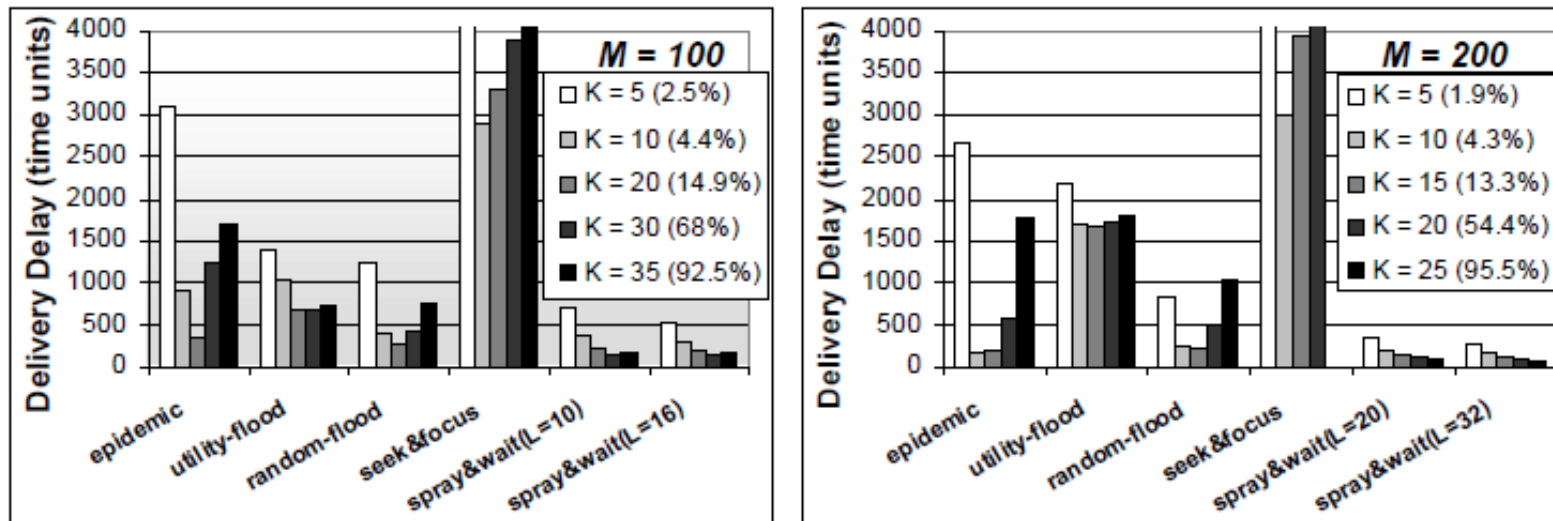 M = 100
Delivery Delay (time units)
4000
3500
3000
2500
2000
1500
1000
500
0
K = 5 (2.5%)
K = 10 (4.4%)
K = 20 (14.9%)
K = 30 (68%)
K = 35 (92.5%)
epidemic
utility-flood
random-flood
seek&focus
spray&wait(L=10)
spray&wait(L=16)
M = 200
Delivery Delay (time units)
4000
3500
3000
2500
2000
1500
1000
500
0
K = 5 (1.9%)
K = 10 (4.3%)
K = 15 (13.3%)
K = 20 (54.4%)
K = 25 (95.5%)
epidemic
utility-flood
random-flood
seek&focus
spray&wait(L=20)
spray&wait(L=32)